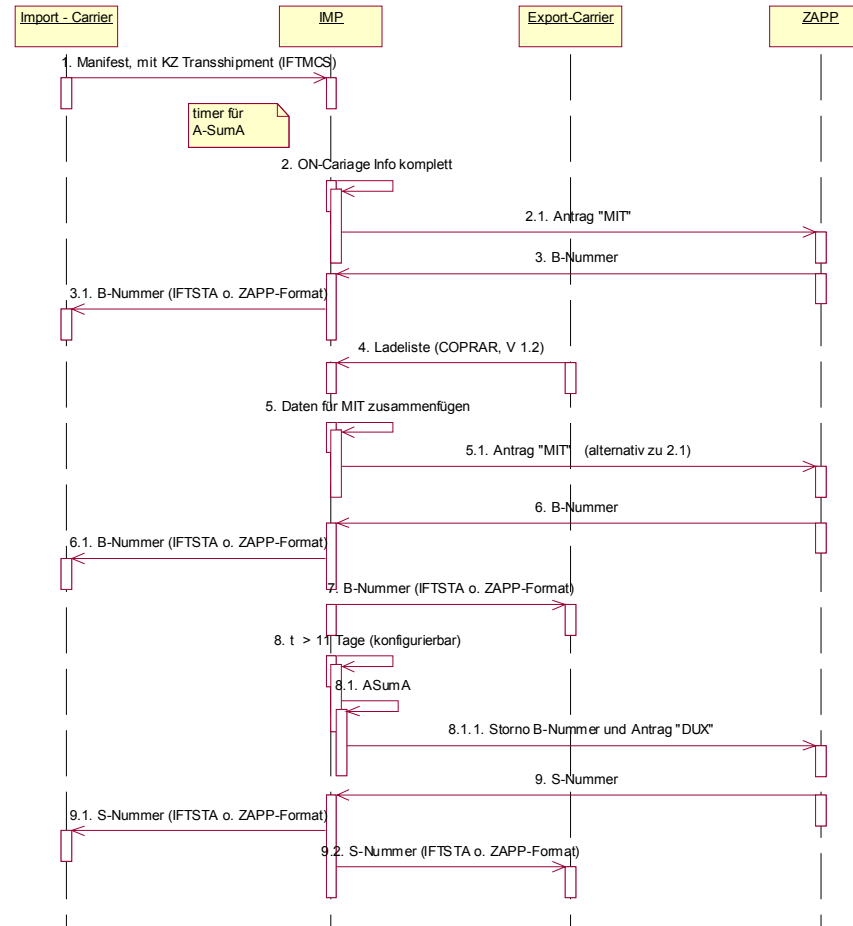 Import - Carrier
IMP
Export-Carrier
ZAPP
1. Manifest, mit KZ Transshipment (IFTMCS)
timer für
A-SumA
2. ON-Cariage Info komplett
2.1. Antrag "MIT"
3. B-Nummer
3.1. B-Nummer (IFTSTA o. ZAPP-Format)
4. Ladeliste (COPRAR, V 1.2)
5. Daten für MIT zusammenfügen
5.1. Antrag "MIT" (alternativ zu 2.1)
6. B-Nummer
6.1. B-Nummer (IFTSTA o. ZAPP-Format)
7. B-Nummer (IFTSTA o. ZAPP-Format)
8. t > 11 Tage (konfigurierbar)
8.1. ASumA
8.1.1. Storno B-Nummer und Antrag "DUX"
9. S-Nummer
9.1. S-Nummer (IFTSTA o. ZAPP-Format)
9.2. S-Nummer (IFTSTA o. ZAPP-Format)